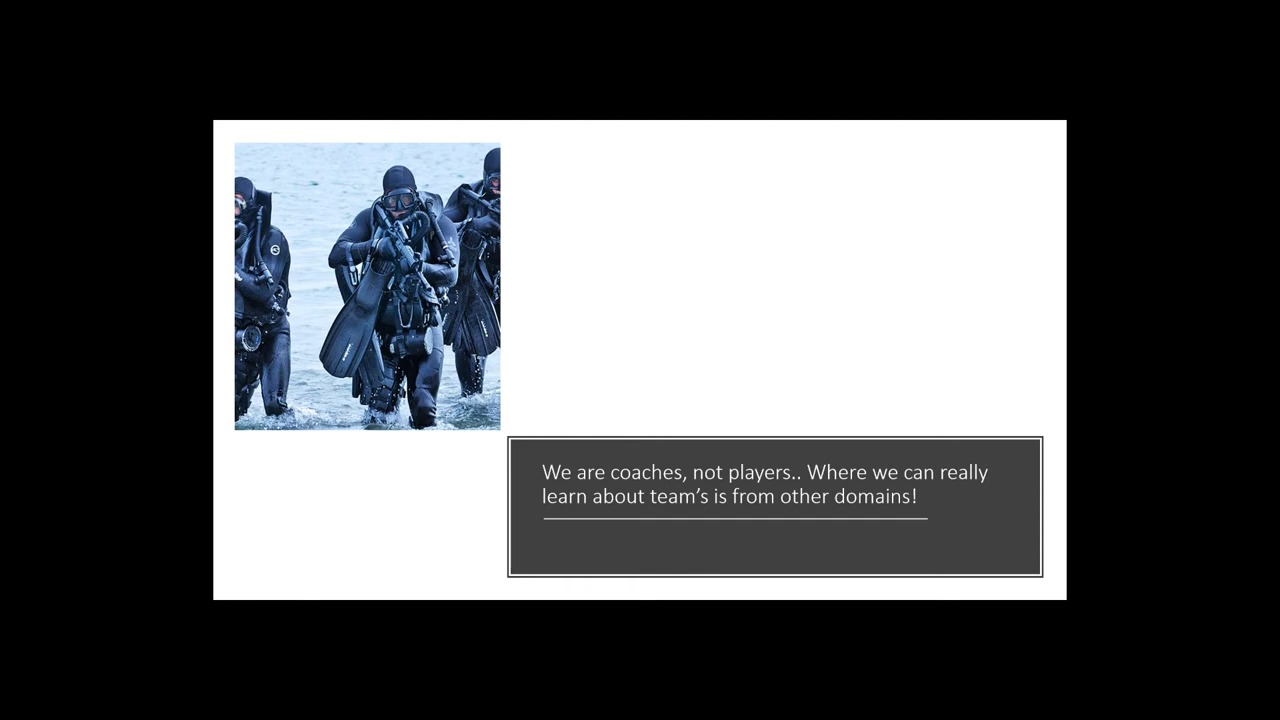 We are coaches, not players.. Where we can really
learn about team’s is from other domains!